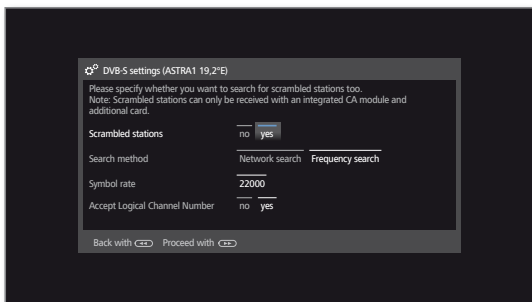 DVB-S settings (ASTRA1 19,2°E)
Please specify whether you want to search for scrambled stations too.
Note: Scrambled stations can only be received with an integrated CA module and
additional card.
Scrambled stations no yes
Search method Network search Frequency search
Symbol rate 22000
Accept Logical Channel Number no yes
Back with Proceed with